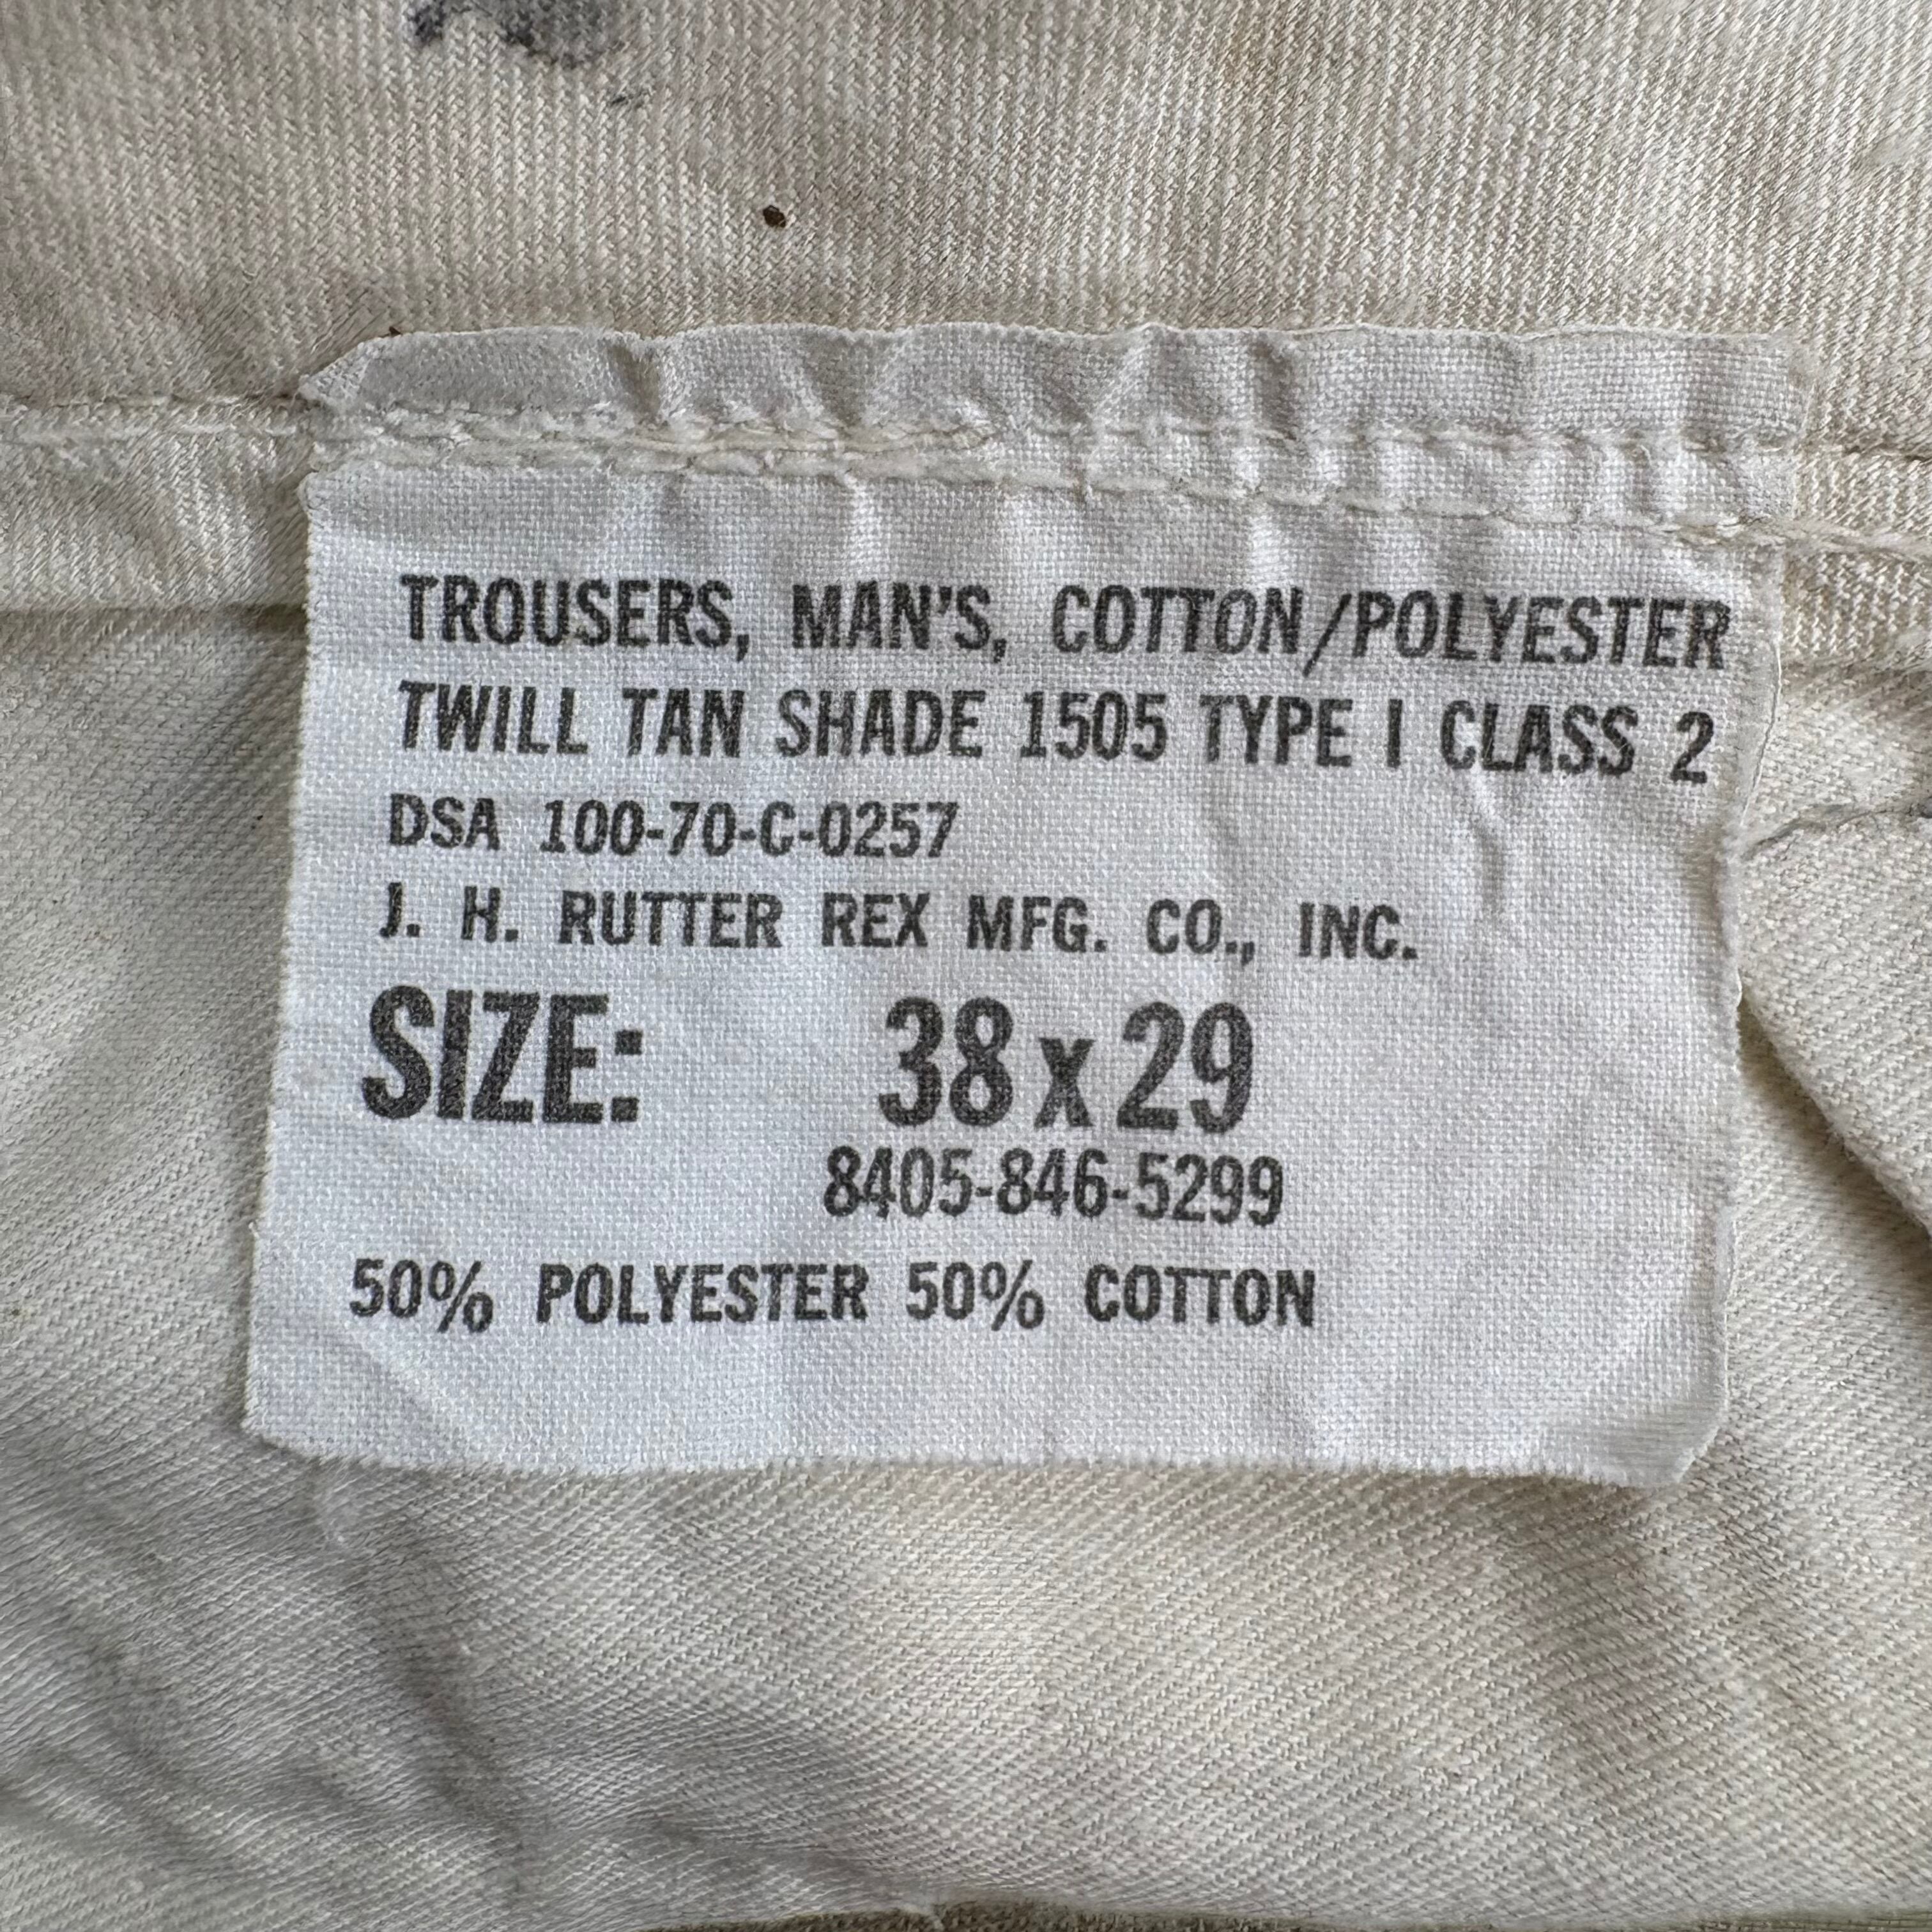 TROUSERS, MAN'S, COTTON/POLYESTER
TWILL TAN SHADE 1505 TYPE I CLASS 2
DSA 100-70-C-0257
J. H. RUTTER REX MFG. CO., INC.
SIZE: 38 x 29
8405-846-5299
50% POLYESTER 50% COTTON